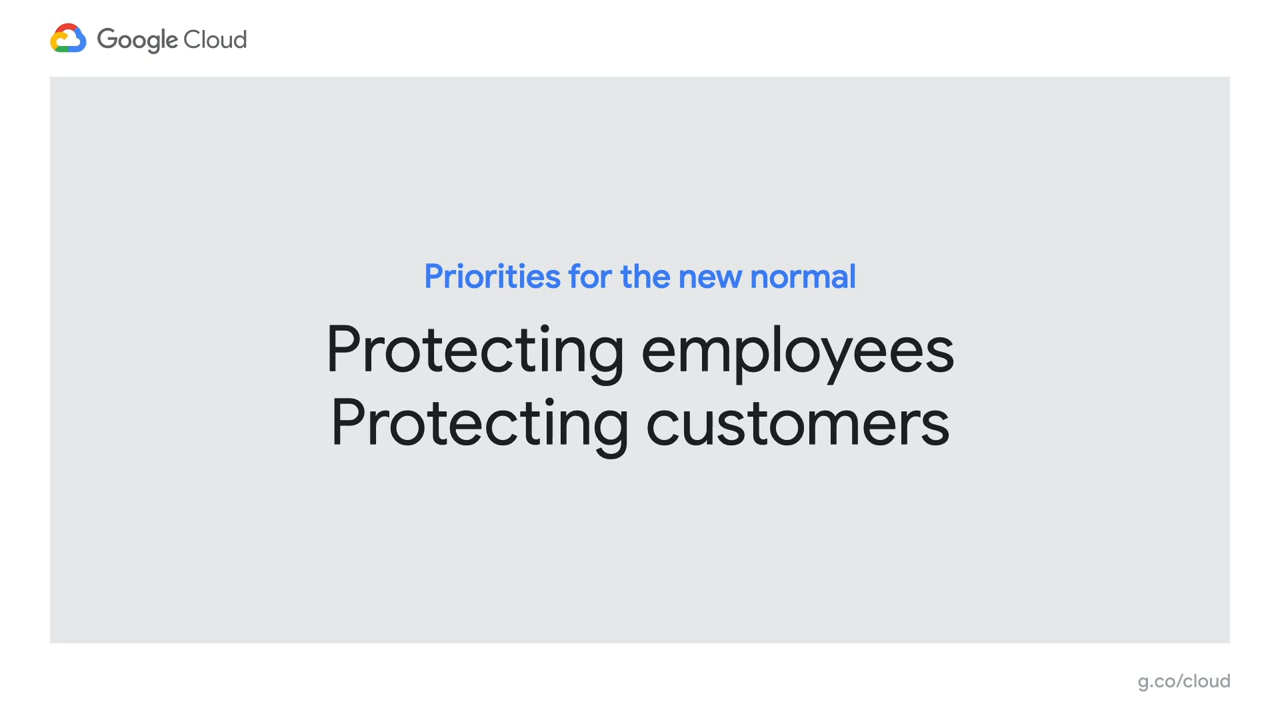 Google Cloud
Priorities for the new normal
Protecting employees
Protecting customers
g.co/cloud